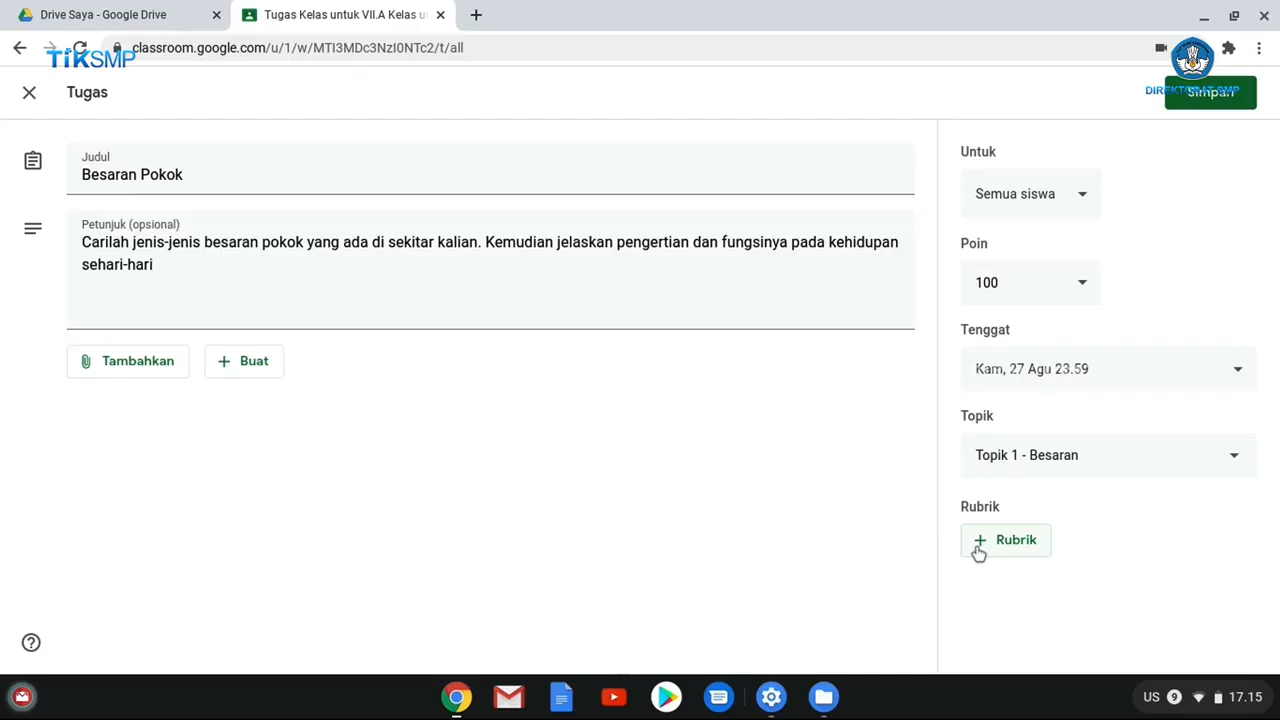 Drive Saya - Google Drive
Tugas Kelas untuk VII.A Kelas u
classroom.google.com/u/1/w/MTI3MDc3NzI0NTc2/t/all
TIKSMP
DIREKTORAT SMP
Tugas
Simpan
Judul
Besaran Pokok
Petunjuk (opsional)
Carilah jenis-jenis besaran pokok yang ada di sekitar kalian. Kemudian jelaskan pengertian dan fungsinya pada kehidupan
sehari-hari
Tambahkan
Buat
Untuk
Semua siswa
Poin
100
Tenggat
Kam, 27 Agu 23.59
Topik
Topik 1 - Besaran
Rubrik
Rubrik
US 9 17.15